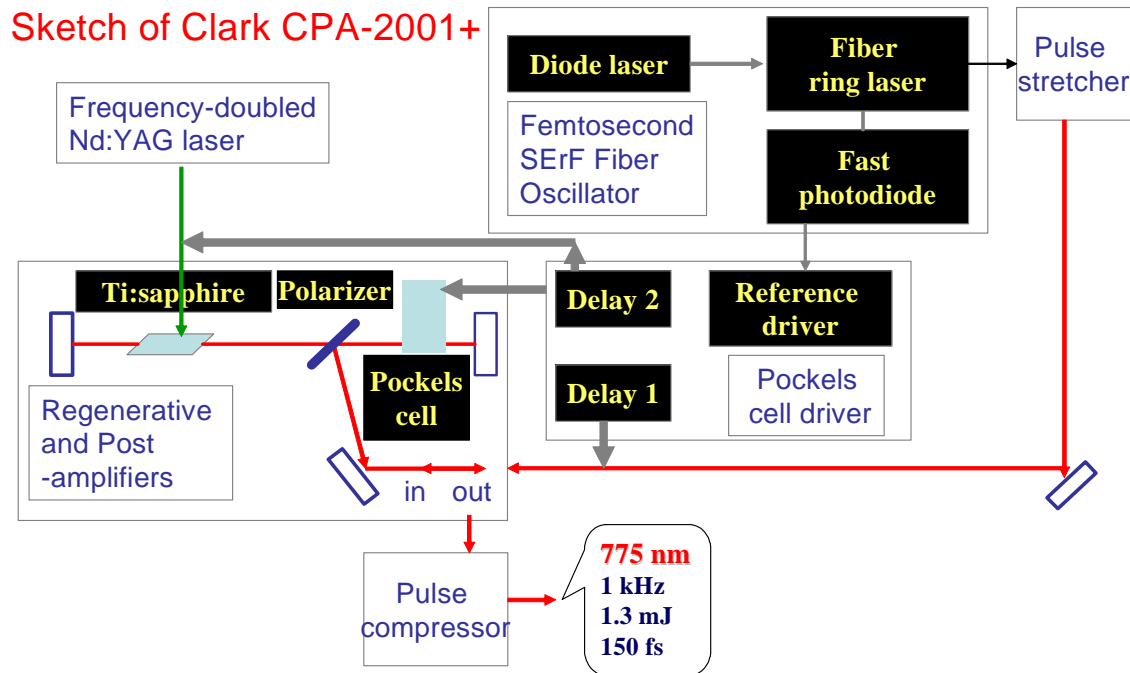 Sketch of Clark CPA-2001+
Frequency-doubled
Nd:YAG laser
Diode laser
Fiber
ring laser
Pulse
stretcher
Femtosecond
SErF Fiber
Oscillator
Fast
photodiode
Ti:sapphire
Polarizer
Delay 2
Reference
driver
Pockels
cell
Delay 1
Pockels
cell driver
Regenerative
and Post
-amplifiers
in
out
Pulse
compressor
775 nm
1 kHz
1.3 mJ
150 fs